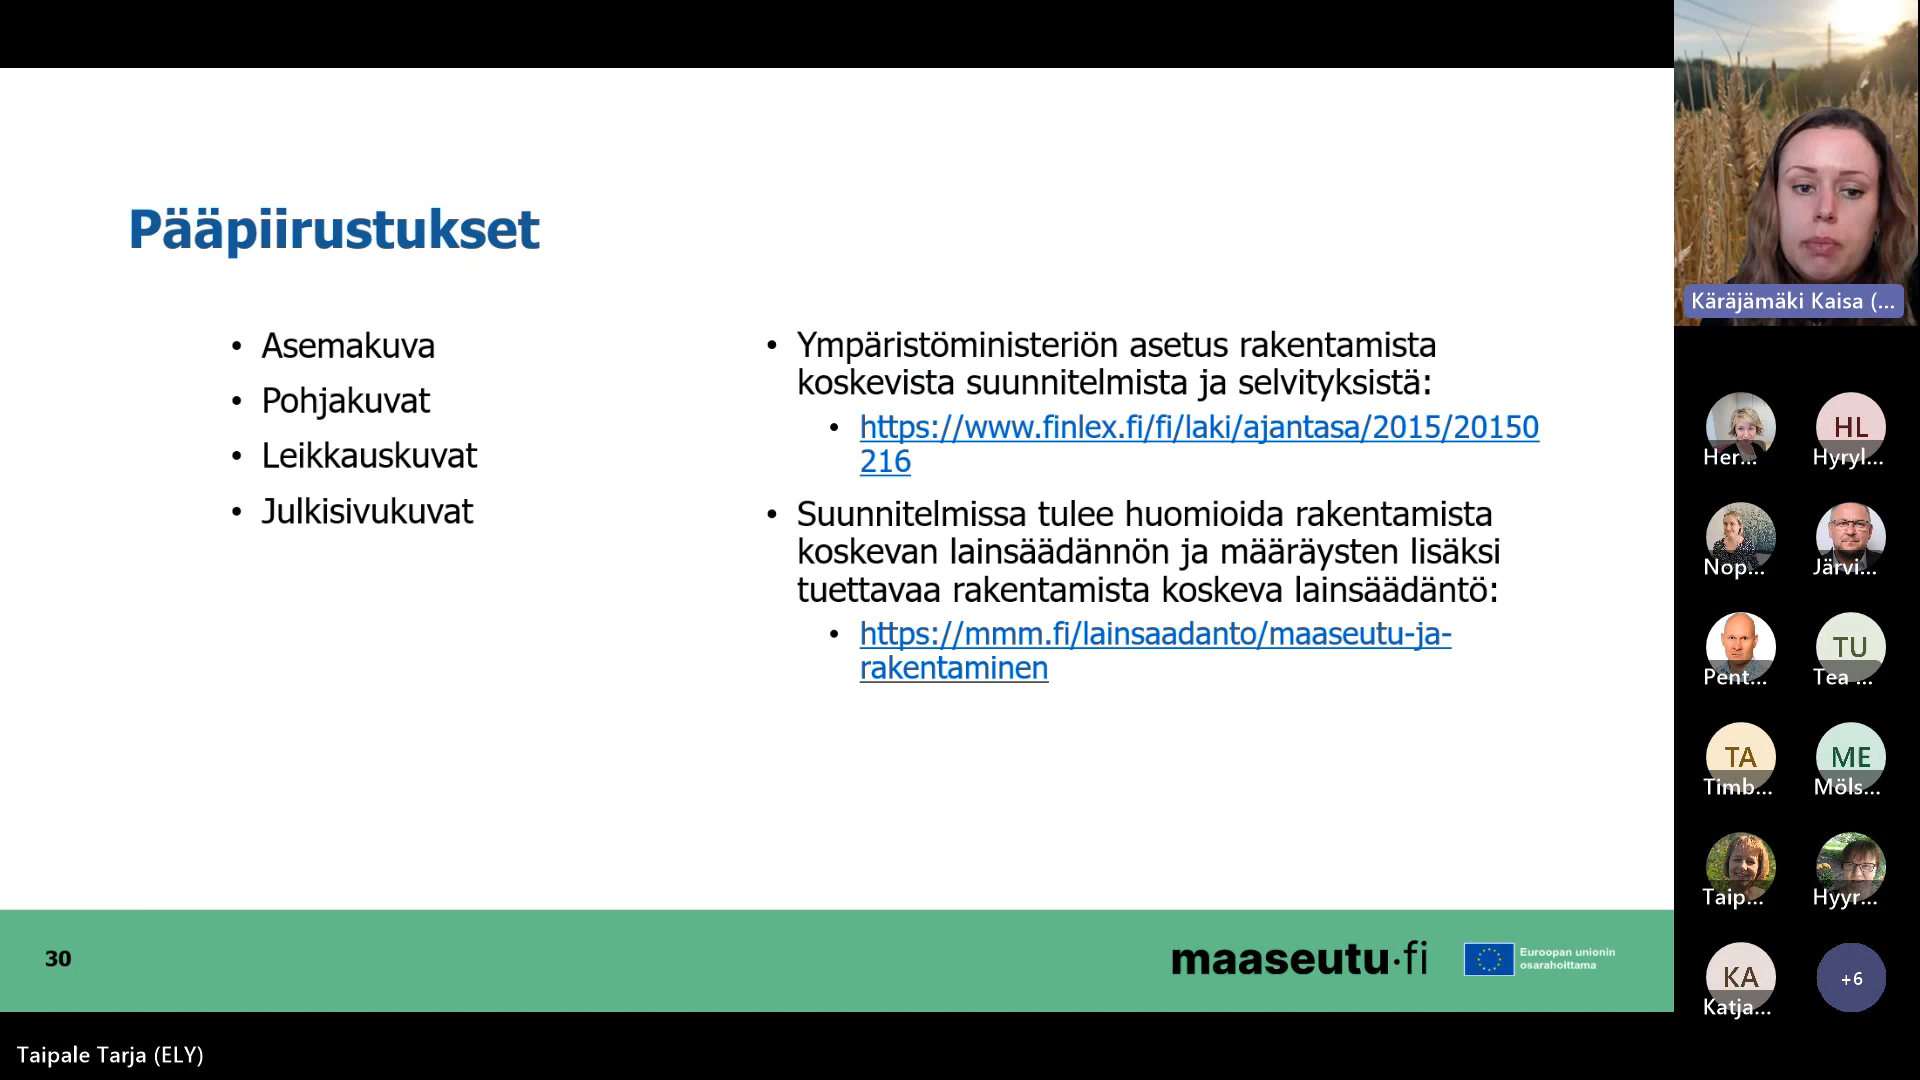 Pääpiirustukset
• Asemakuva
• Pohjakuvat
• Leikkauskuvat
• Julkisivukuvat
• Ympäristöministeriön asetus rakentamista
koskevista suunnitelmista ja selvityksistä:
• https://www.finlex.fi/fi/laki/ajantasa/2015/20150
216
• Suunnitelmissa tulee huomioida rakentamista
koskevan lainsäädännön ja määräysten lisäksi
tuettavaa rakentamista koskeva lainsäädäntö:
• https://mmm.fi/lainsaadanto/maaseutu-ja-
rakentaminen
30
maaseutu·fi
Euroopan unionin
osarahoittama
Taipale Tarja (ELY)
Käräjämäki Kaisa (...
Her...
HL
Hyryl...
Nop...
Järvi...
Pent...
TU
Tea ...
TA
Timb...
ME
Möls...
Taip...
Hyyr...
KA
Katja...
+6